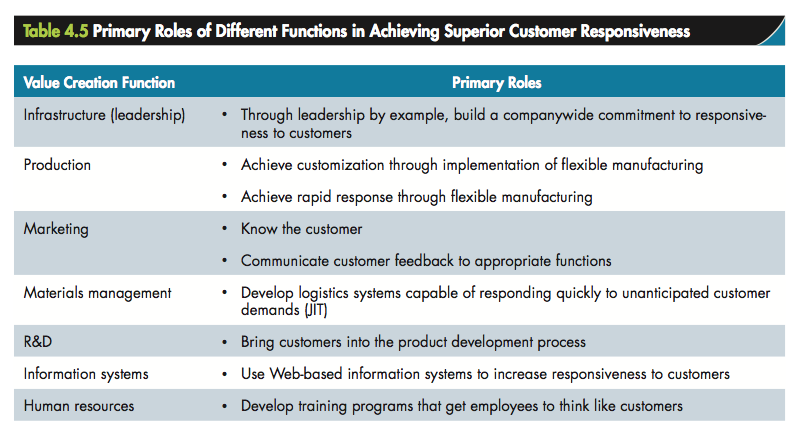 Table 4.5 Primary Roles of Different Functions in Achieving Superior Customer Responsiveness
Value Creation Function Primary Roles
Infrastructure (leadership) • Through leadership by example, build a companywide commitment to responsive-
ness to customers
Production • Achieve customization through implementation of flexible manufacturing
• Achieve rapid response through flexible manufacturing
Marketing • Know the customer
• Communicate customer feedback to appropriate functions
Materials management • Develop logistics systems capable of responding quickly to unanticipated customer
demands (JIT)
R&D • Bring customers into the product development process
Information systems • Use Web-based information systems to increase responsiveness to customers
Human resources • Develop training programs that get employees to think like customers